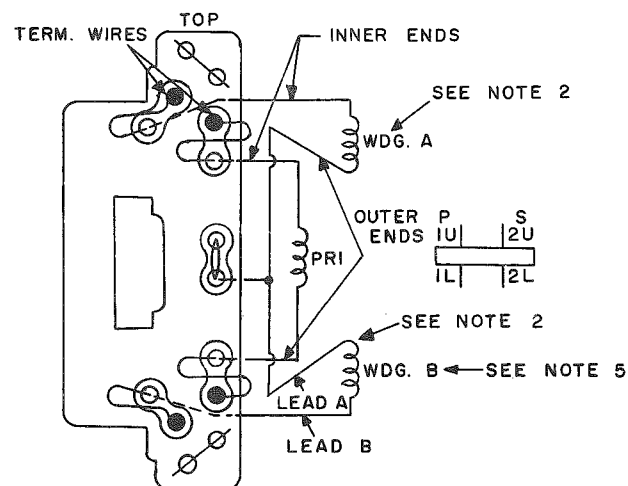 TOP
TERM. WIRES
INNER ENDS
SEE NOTE 2
WDG. A
OUTER
ENDS
P S
1U 2U
1L 2L
PRI
SEE NOTE 2
WDG. B
SEE NOTE 5
LEAD A
LEAD B